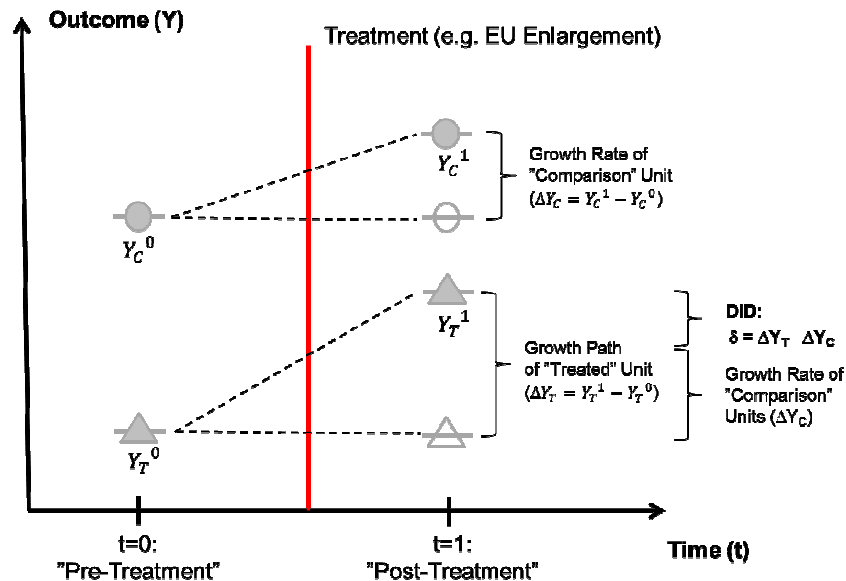 Outcome (Y)
Treatment (e.g. EU Enlargement)
Y_C^1
Growth Rate of
"Comparison" Unit
(ΔY_C = Y_C^1 − Y_C^0)
Y_C^0
Y_T^1
Growth Path
of "Treated" Unit
(ΔY_T = Y_T^1 − Y_T^0)
DID:
δ = ΔY_T  ΔY_C
Growth Rate of
"Comparison"
Units (ΔY_C)
Y_T^0
t=0:
"Pre-Treatment"
t=1:
"Post-Treatment"
Time (t)